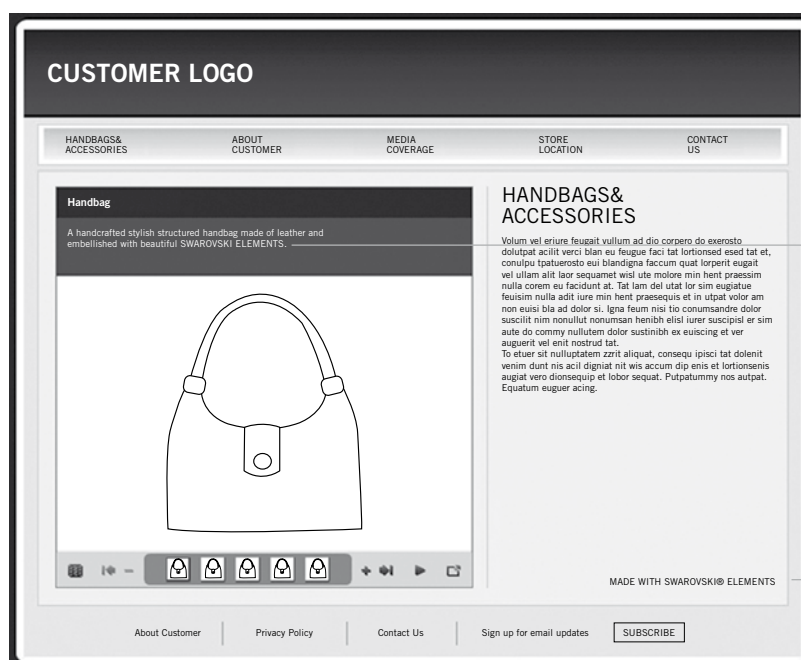 CUSTOMER LOGO
HANDBAGS&
ACCESSORIES
ABOUT
CUSTOMER
MEDIA
COVERAGE
STORE
LOCATION
CONTACT
US
Handbag
A handcrafted stylish structured handbag made of leather and
embellished with beautiful SWAROVSKI ELEMENTS.
HANDBAGS&
ACCESSORIES
Volum vel eriure feugait vullum ad dio corpero do exerosto
dolutpat acilit verci blan eu feugue faci tat lortionsed esed tat et,
conulpu tpatuerosto eui blandigna faccum quat lorperit eugait
vel ullam alit laor sequamet wisl ute molore min hent praessim
nulla corem eu facidunt at. Tat lam del utat lor sim eugiatue
feuisim nulla adit iure min hent praesequis et in utpat volor am
non euisi bla ad dolor si. Igna feum nisi tio conumsandre dolor
suscilit nim nonullut nonumsan henibh elisl iurer suscipisl er sim
aute do commy nullutem dolor sustinibh ex euiscing et ver
auguerit vel enit nostrud tat.
To etuer sit nulluptatem zzrit aliquat, consequ ipisci tat dolenit
venim dunt nis acil digniat nit wis accum dip enis et lortionsenis
augiat vero dionsequip et lobor sequat. Putpatummy nos autpat.
Equatum euguer acing.
MADE WITH SWAROVSKI® ELEMENTS
About Customer
Privacy Policy
Contact Us
Sign up for email updates
SUBSCRIBE